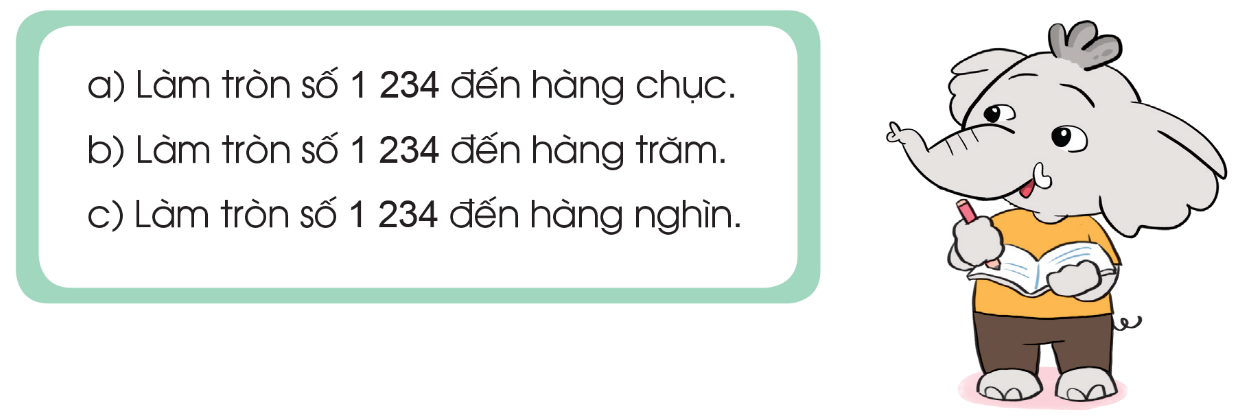 a) Làm tròn số 1 234 đến hàng chục.
b) Làm tròn số 1 234 đến hàng trăm.
c) Làm tròn số 1 234 đến hàng nghìn.